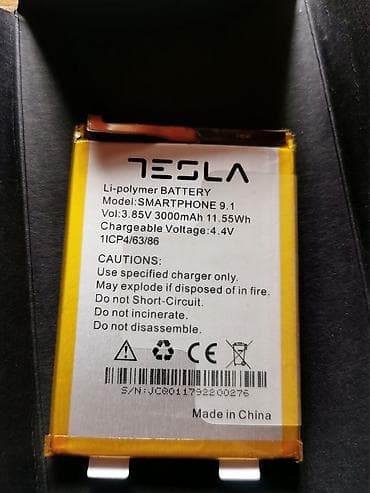 TESLA
Li-polymer BATTERY
Model:SMARTPHONE 9.1
Vol:3.85V 3000mAh 11.55Wh
Chargeable Voltage:4.4V
1ICP4/63/86
CAUTIONS:
Use specified charger only.
May explode if disposed of in fire.
Do not Short-Circuit.
Do not incinerate.
Do not disassemble.
CE
S/N:JCG011792200276
Made in China